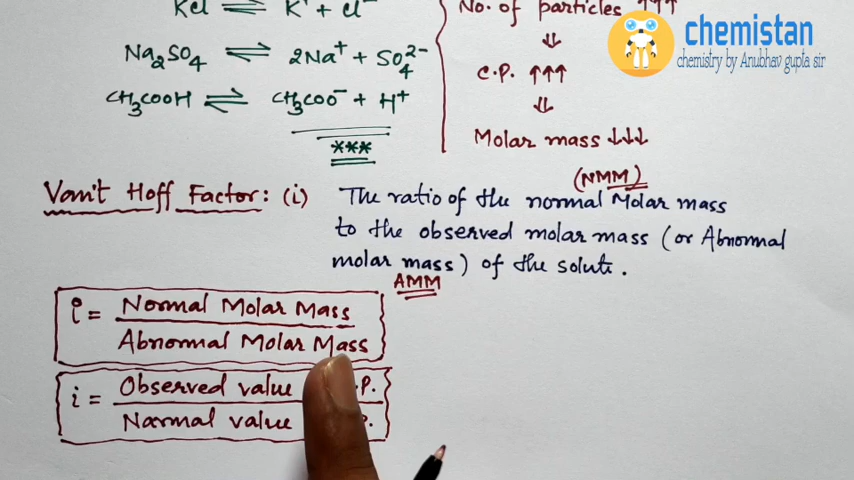 KCl ⇌ K⁺ + Cl⁻
Na₂SO₄ ⇌ 2Na⁺ + SO₄²⁻
CH₃COOH ⇌ CH₃COO⁻ + H⁺
***
No. of particles ↑↑↑
⇓
C.P. ↑↑↑
⇓
Molar mass ↓↓↓
chemistan
chemistry by Anubhav gupta sir
(NMM)
Van't Hoff Factor: (i) The ratio of the normal Molar mass
to the observed molar mass (or Abnormal
molar mass) of the solute.
AMM
i = Normal Molar Mass
Abnormal Molar Mass
i = Observed value P.
Normal value